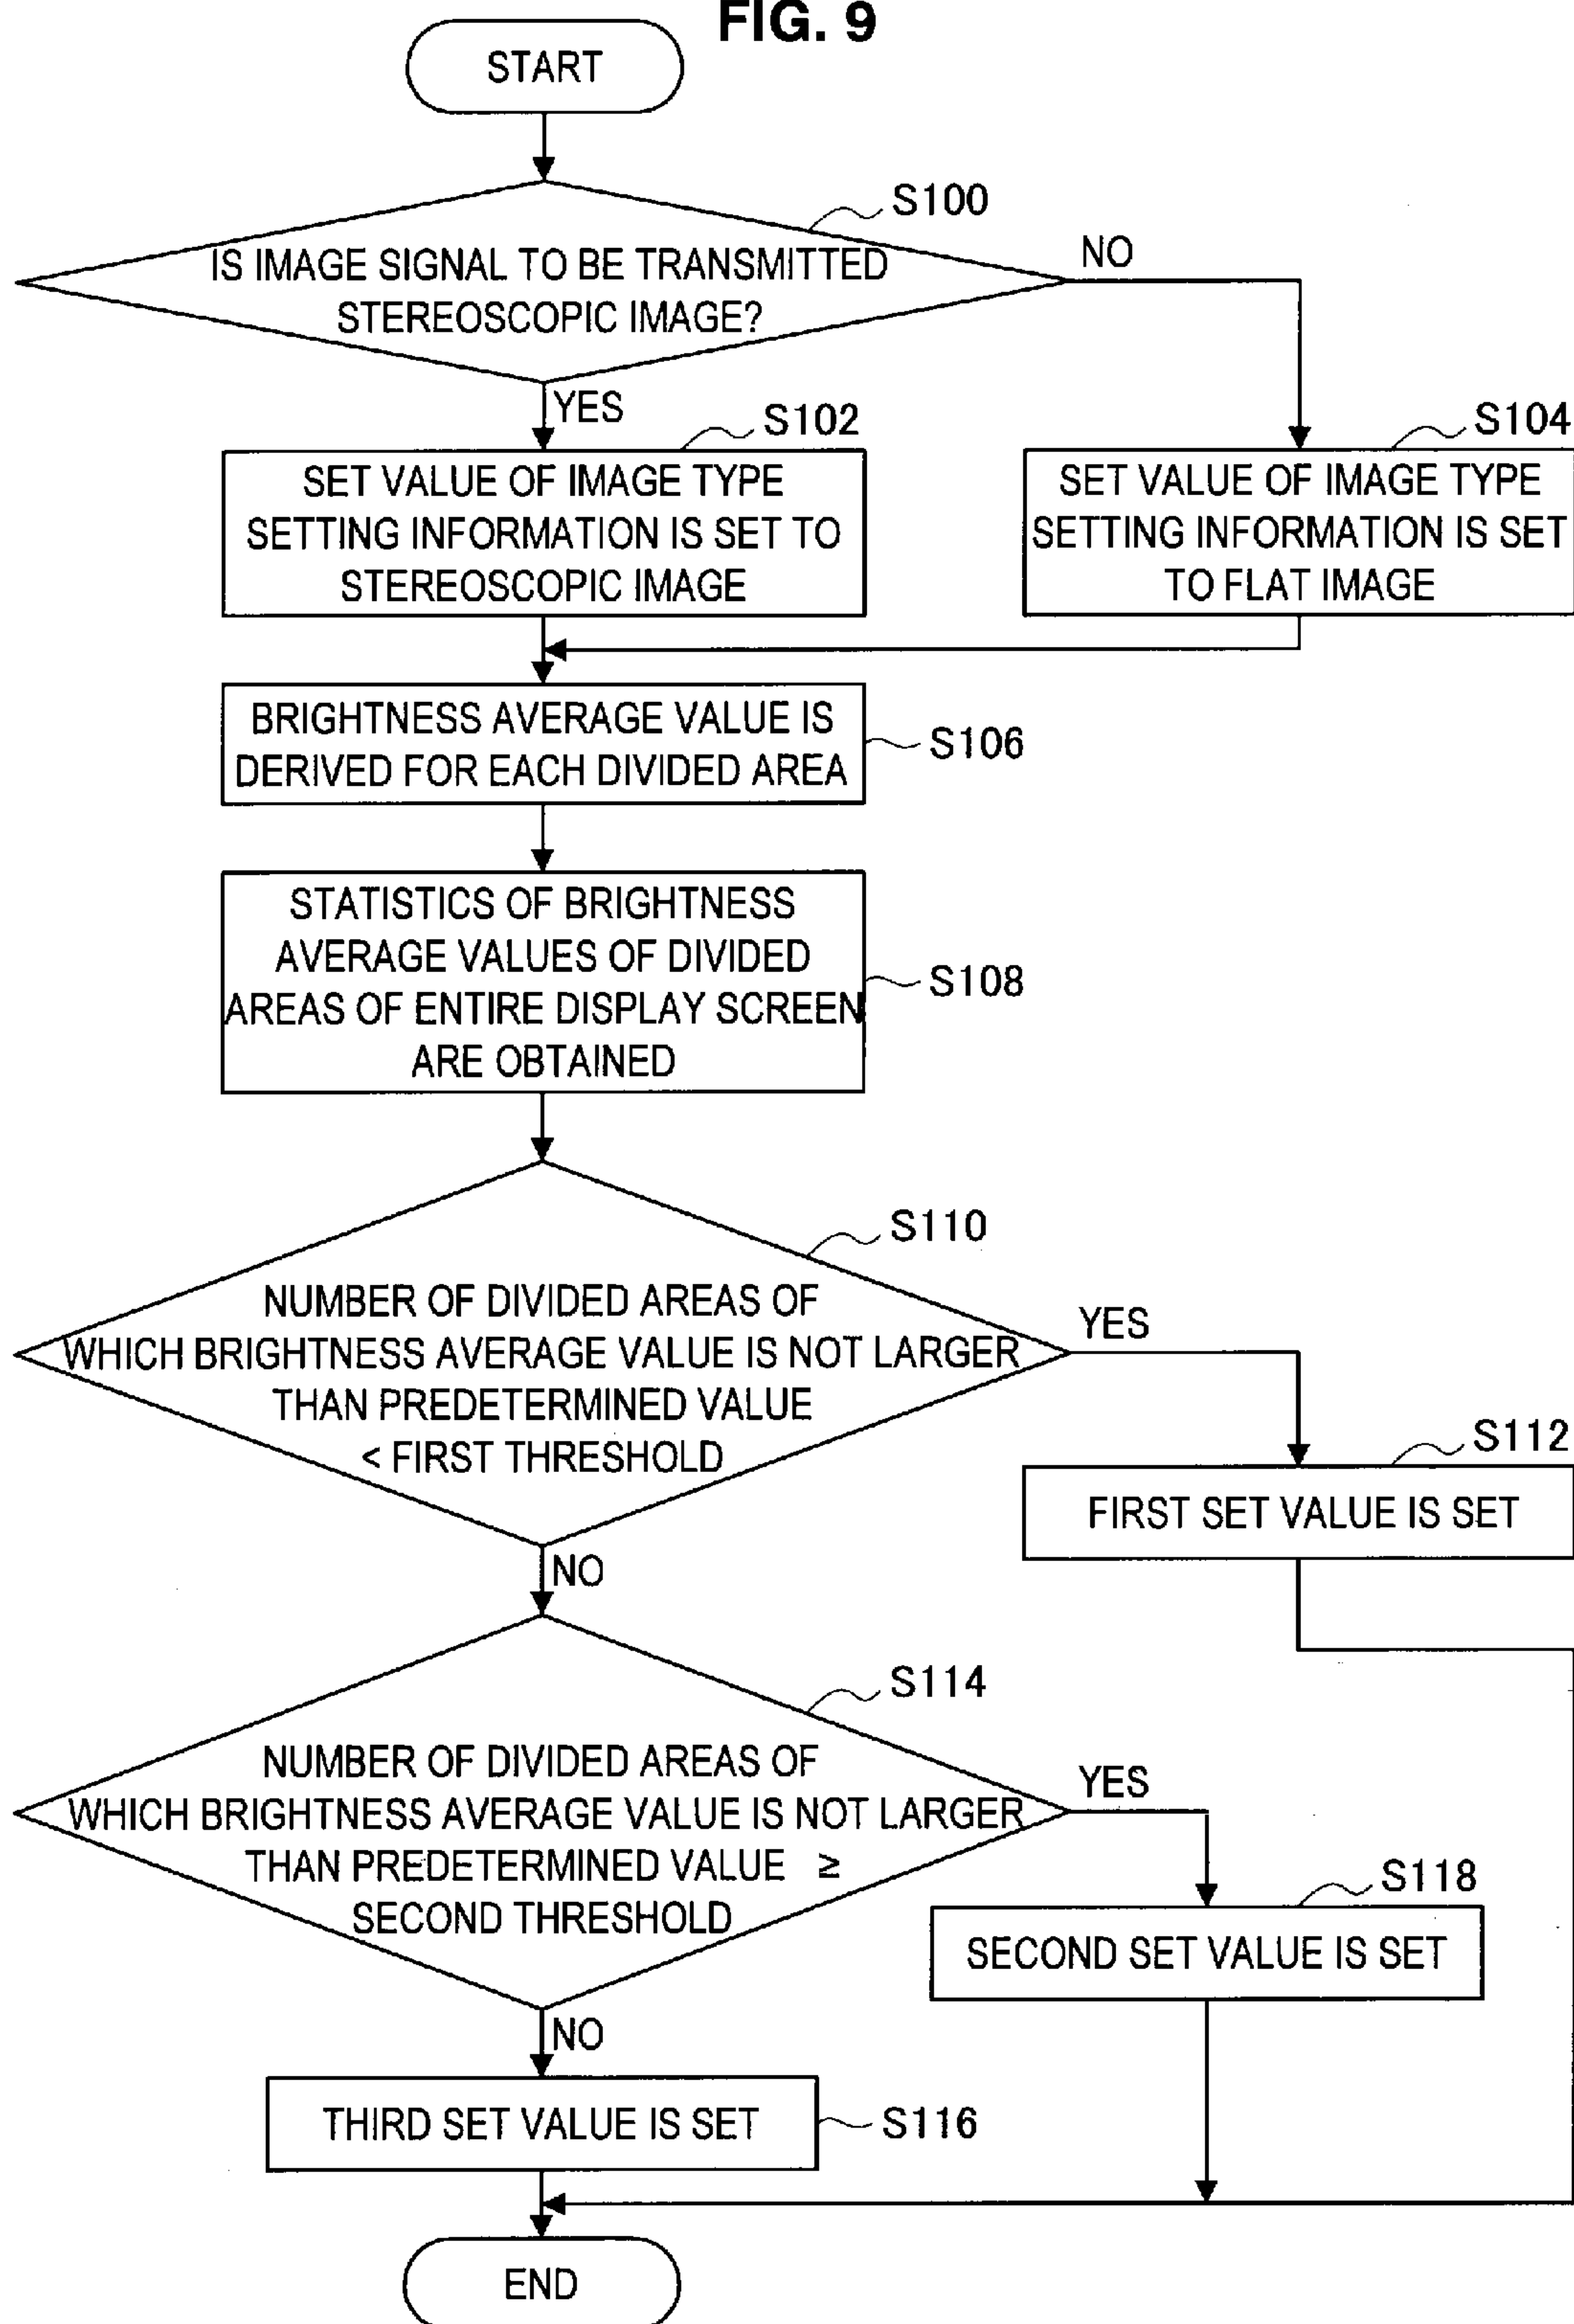 FIG. 9
START
S100
IS IMAGE SIGNAL TO BE TRANSMITTED
STEREOSCOPIC IMAGE?
NO
YES
S102
SET VALUE OF IMAGE TYPE
SETTING INFORMATION IS SET TO
STEREOSCOPIC IMAGE
S104
SET VALUE OF IMAGE TYPE
SETTING INFORMATION IS SET
TO FLAT IMAGE
BRIGHTNESS AVERAGE VALUE IS
DERIVED FOR EACH DIVIDED AREA
S106
STATISTICS OF BRIGHTNESS
AVERAGE VALUES OF DIVIDED
AREAS OF ENTIRE DISPLAY SCREEN
ARE OBTAINED
S108
S110
NUMBER OF DIVIDED AREAS OF
WHICH BRIGHTNESS AVERAGE VALUE IS NOT LARGER
THAN PREDETERMINED VALUE
< FIRST THRESHOLD
YES
S112
FIRST SET VALUE IS SET
NO
S114
NUMBER OF DIVIDED AREAS OF
WHICH BRIGHTNESS AVERAGE VALUE IS NOT LARGER
THAN PREDETERMINED VALUE ≥
SECOND THRESHOLD
YES
S118
SECOND SET VALUE IS SET
NO
THIRD SET VALUE IS SET
S116
END